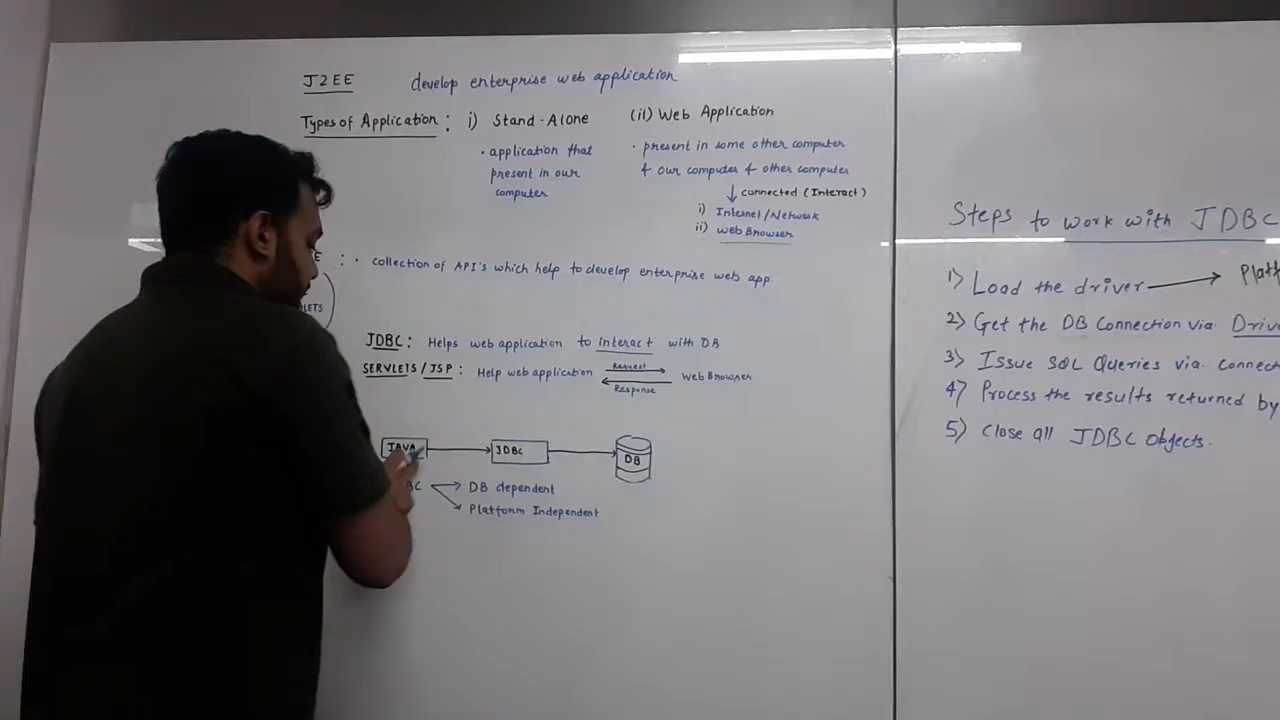 J2EE develop enterprise web application
Types of Application : i) Stand-Alone (ii) Web Application
· application that
present in our
computer
· present in some other computer
& our computer & other computer
connected (Interact)
i) Internel/Network
ii) web Browser
: · collection of API's which help to develop enterprise web app.
JDBC : Helps web application to interact with DB
SERVLETS / JSP : Help web application Request Web Browser
Response
JAVA JDBC DB
DB dependent
Platform Independent
Steps to work with JDBC
1) Load the driver
2) Get the DB Connection via
3) Issue SQL Queries via
4) Process the results returned by
5) Close all JDBC Objects.